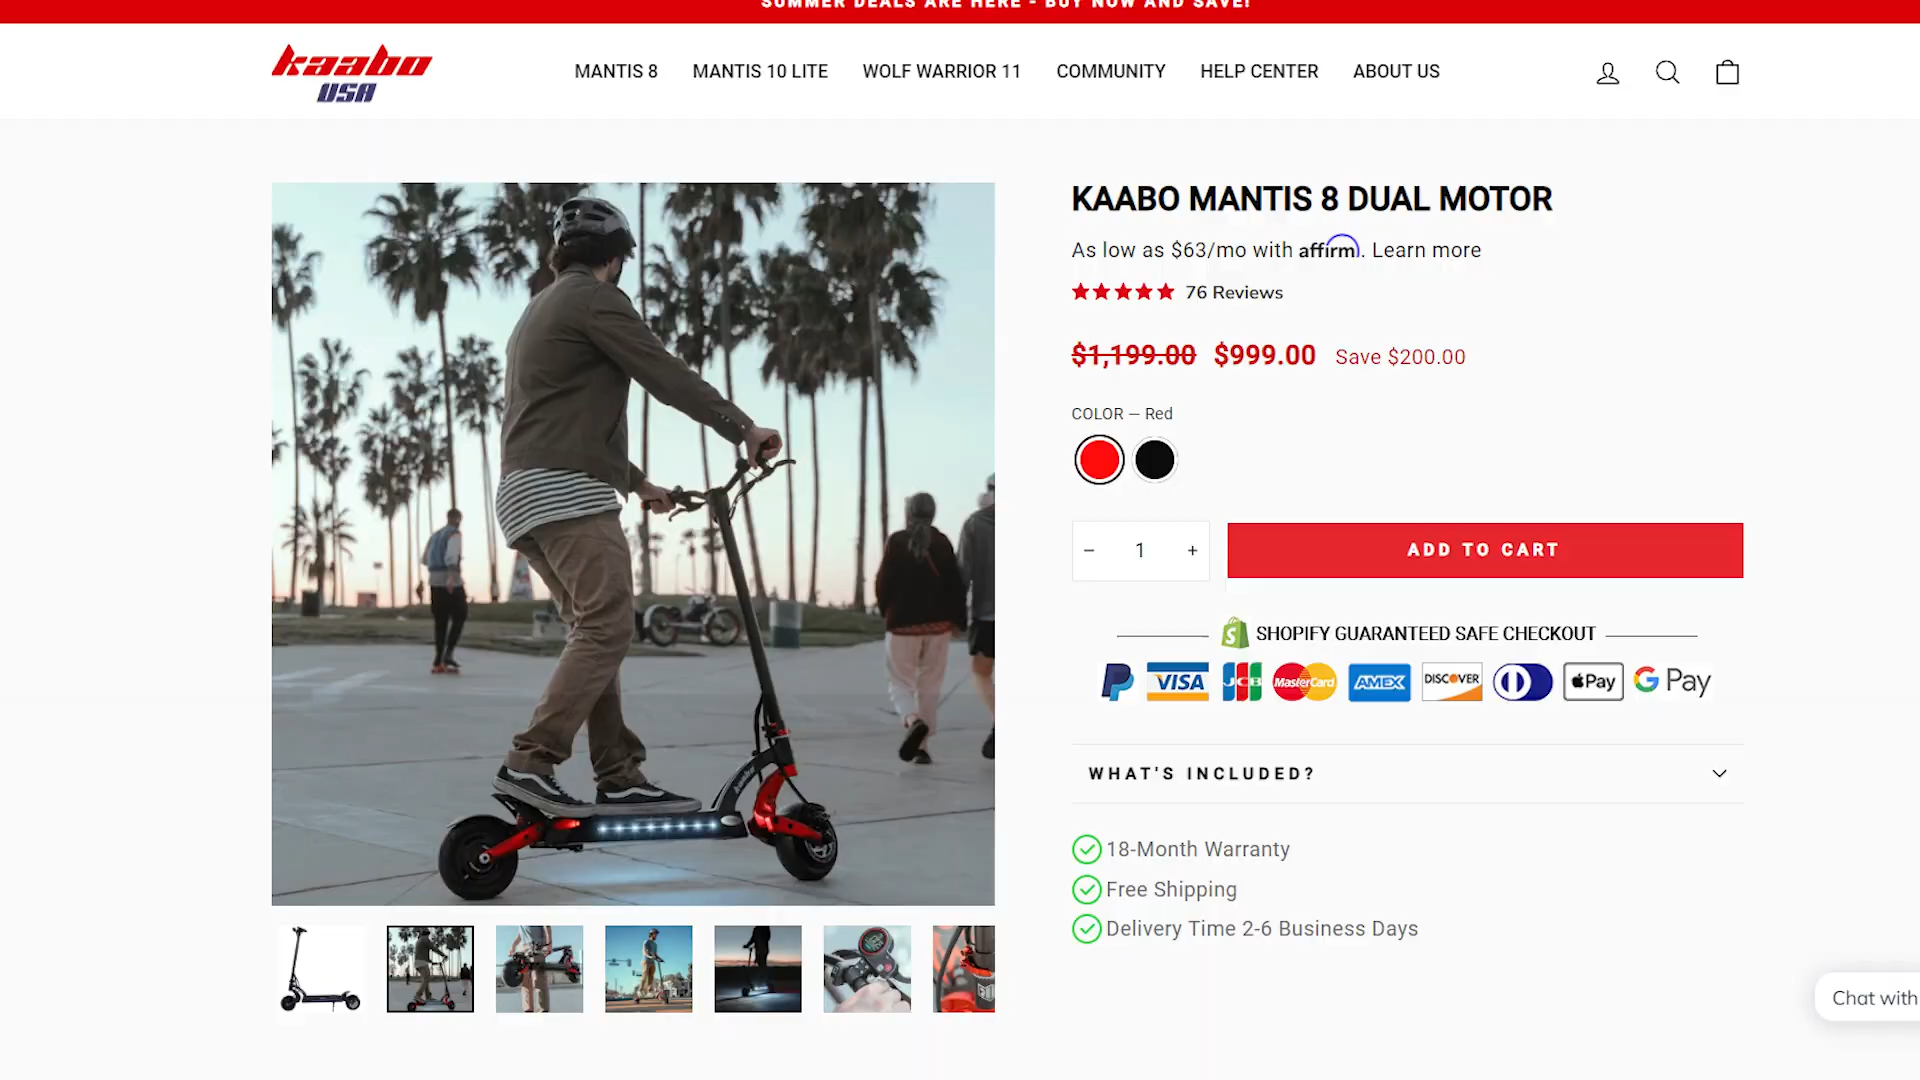 SUMMER DEALS ARE HERE - BUY NOW AND SAVE!
kaabo
USA
MANTIS 8
MANTIS 10 LITE
WOLF WARRIOR 11
COMMUNITY
HELP CENTER
ABOUT US
KAABO MANTIS 8 DUAL MOTOR
As low as $63/mo with affirm. Learn more
76 Reviews
$1,199.00 $999.00 Save $200.00
COLOR — Red
− 1 +
ADD TO CART
SHOPIFY GUARANTEED SAFE CHECKOUT
VISA JCB MasterCard AMEX DISCOVER Pay G Pay
WHAT'S INCLUDED?
18-Month Warranty
Free Shipping
Delivery Time 2-6 Business Days
Chat with